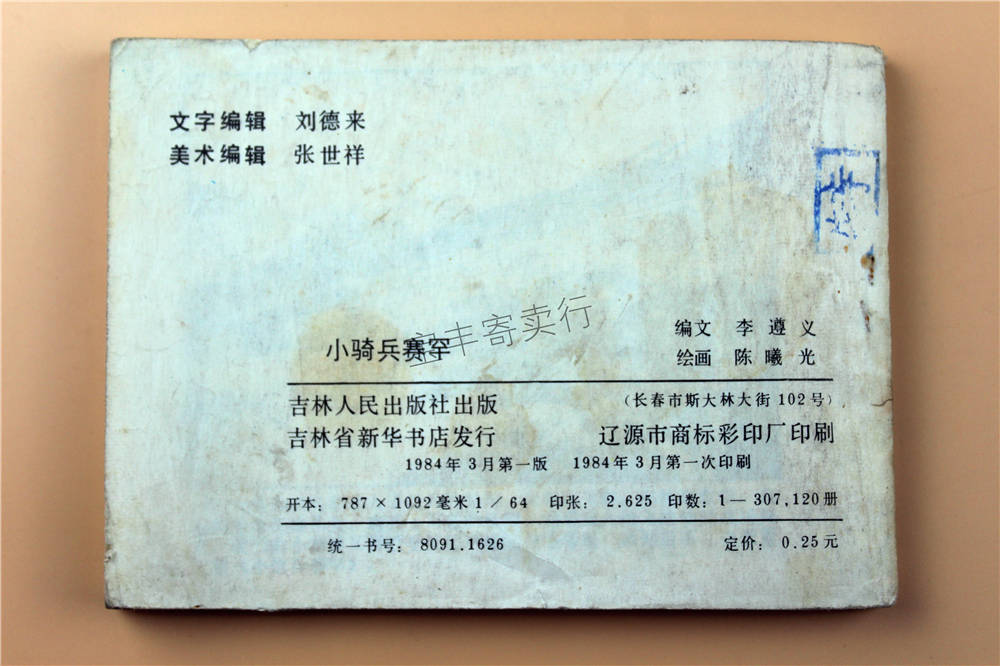 文字编辑 刘德来
美术编辑 张世祥
小骑兵赛罕
宝丰寄卖行
编文 李遵义
绘画 陈曦光
吉林人民出版社出版
(长春市斯大林大街102号)
吉林省新华书店发行
辽源市商标彩印厂印刷
1984年3月第一版 1984年3月第一次印刷
开本: 787×1092毫米1/64 印张: 2.625 印数: 1—307,120册
统一书号: 8091.1626
定价: 0.25元